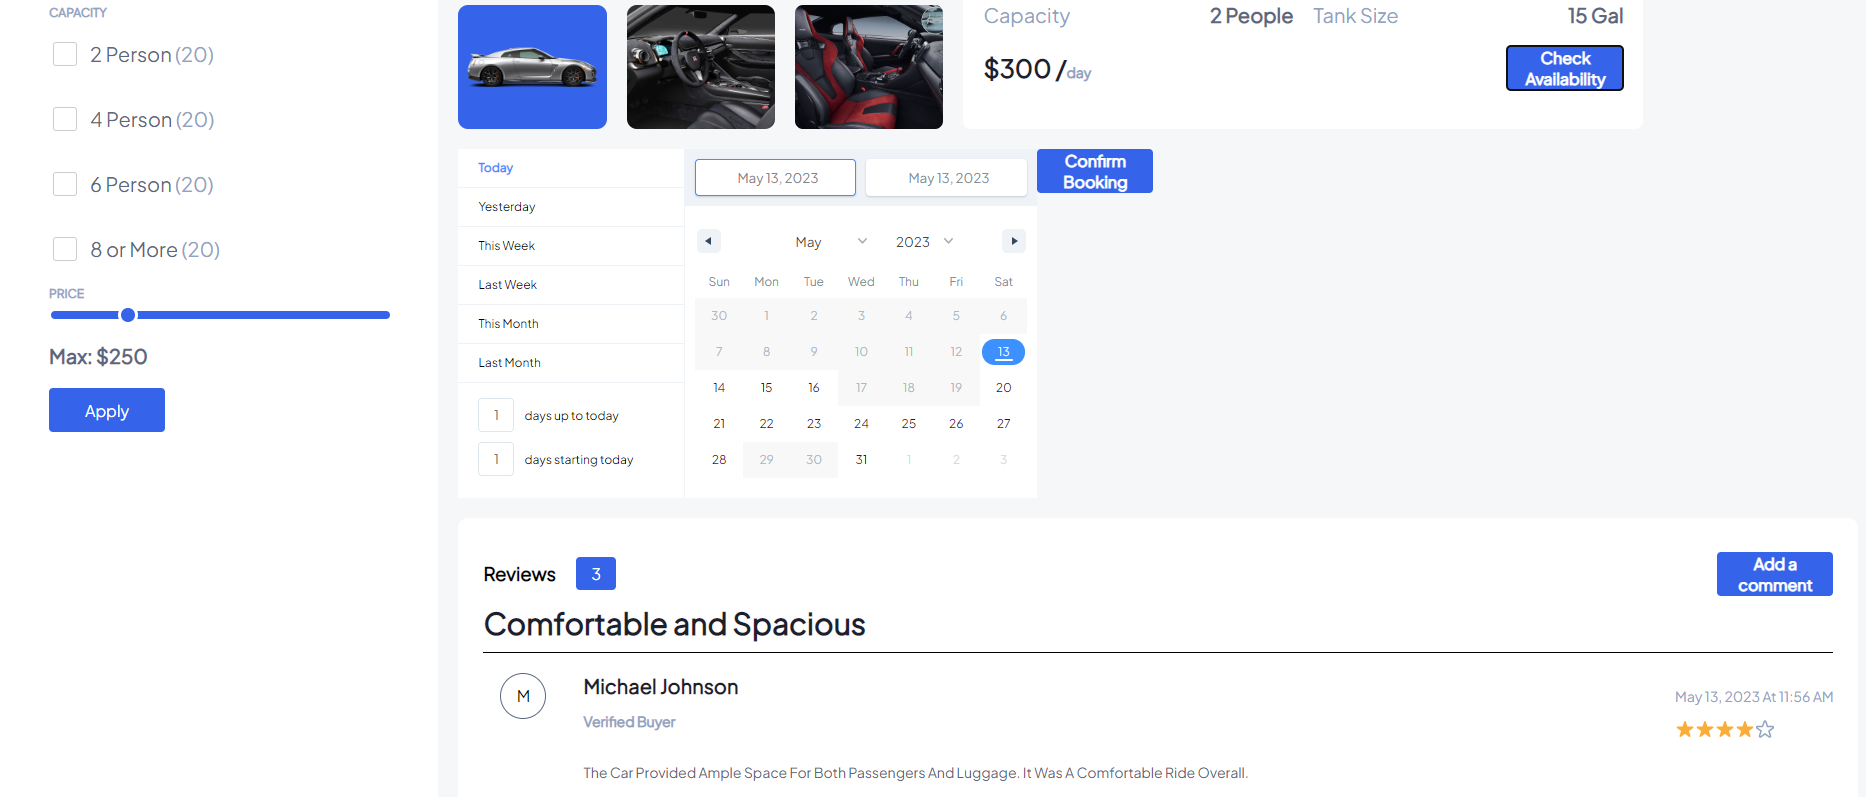 CAPACITY
2 Person (20)
4 Person (20)
6 Person (20)
8 or More (20)
PRICE
Max: $250
Apply
Capacity 2 People Tank Size 15 Gal
$300 /day
Check
Availability
Today
Yesterday
This Week
Last Week
This Month
Last Month
1 days up to today
1 days starting today
May 13, 2023 May 13, 2023
May 2023
Sun Mon Tue Wed Thu Fri Sat
30 1 2 3 4 5 6
7 8 9 10 11 12 13
14 15 16 17 18 19 20
21 22 23 24 25 26 27
28 29 30 31 1 2 3
Confirm
Booking
Reviews 3
Add a
comment
Comfortable and Spacious
M
Michael Johnson
Verified Buyer
May 13, 2023 At 11:56 AM
The Car Provided Ample Space For Both Passengers And Luggage. It Was A Comfortable Ride Overall.